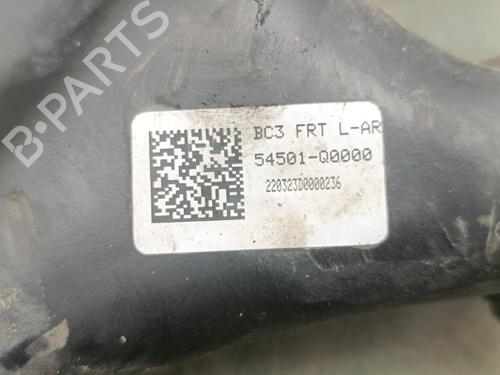 B-PARTS
BC3 FRT L-AR
54501-Q0000
220323D0000236